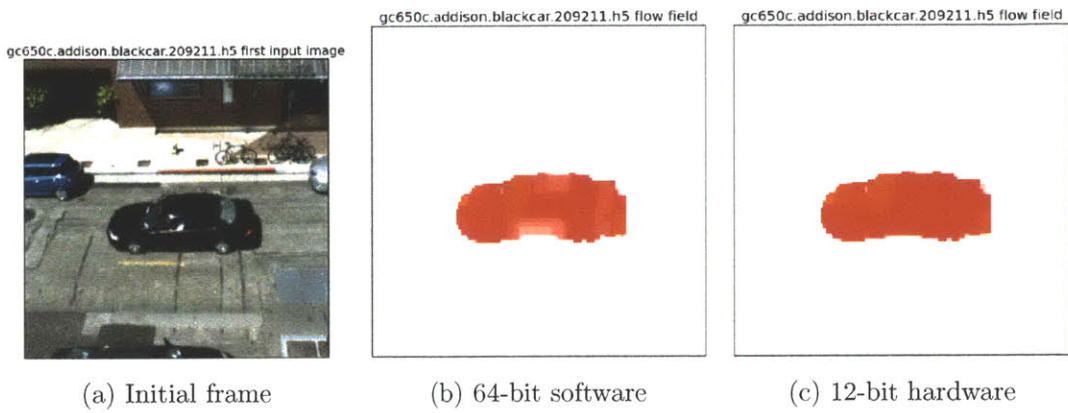 gc650c.addison.blackcar.209211.h5 first input image
gc650c.addison.blackcar.209211.h5 flow field
gc650c.addison.blackcar.209211.h5 flow field
(a) Initial frame
(b) 64-bit software
(c) 12-bit hardware